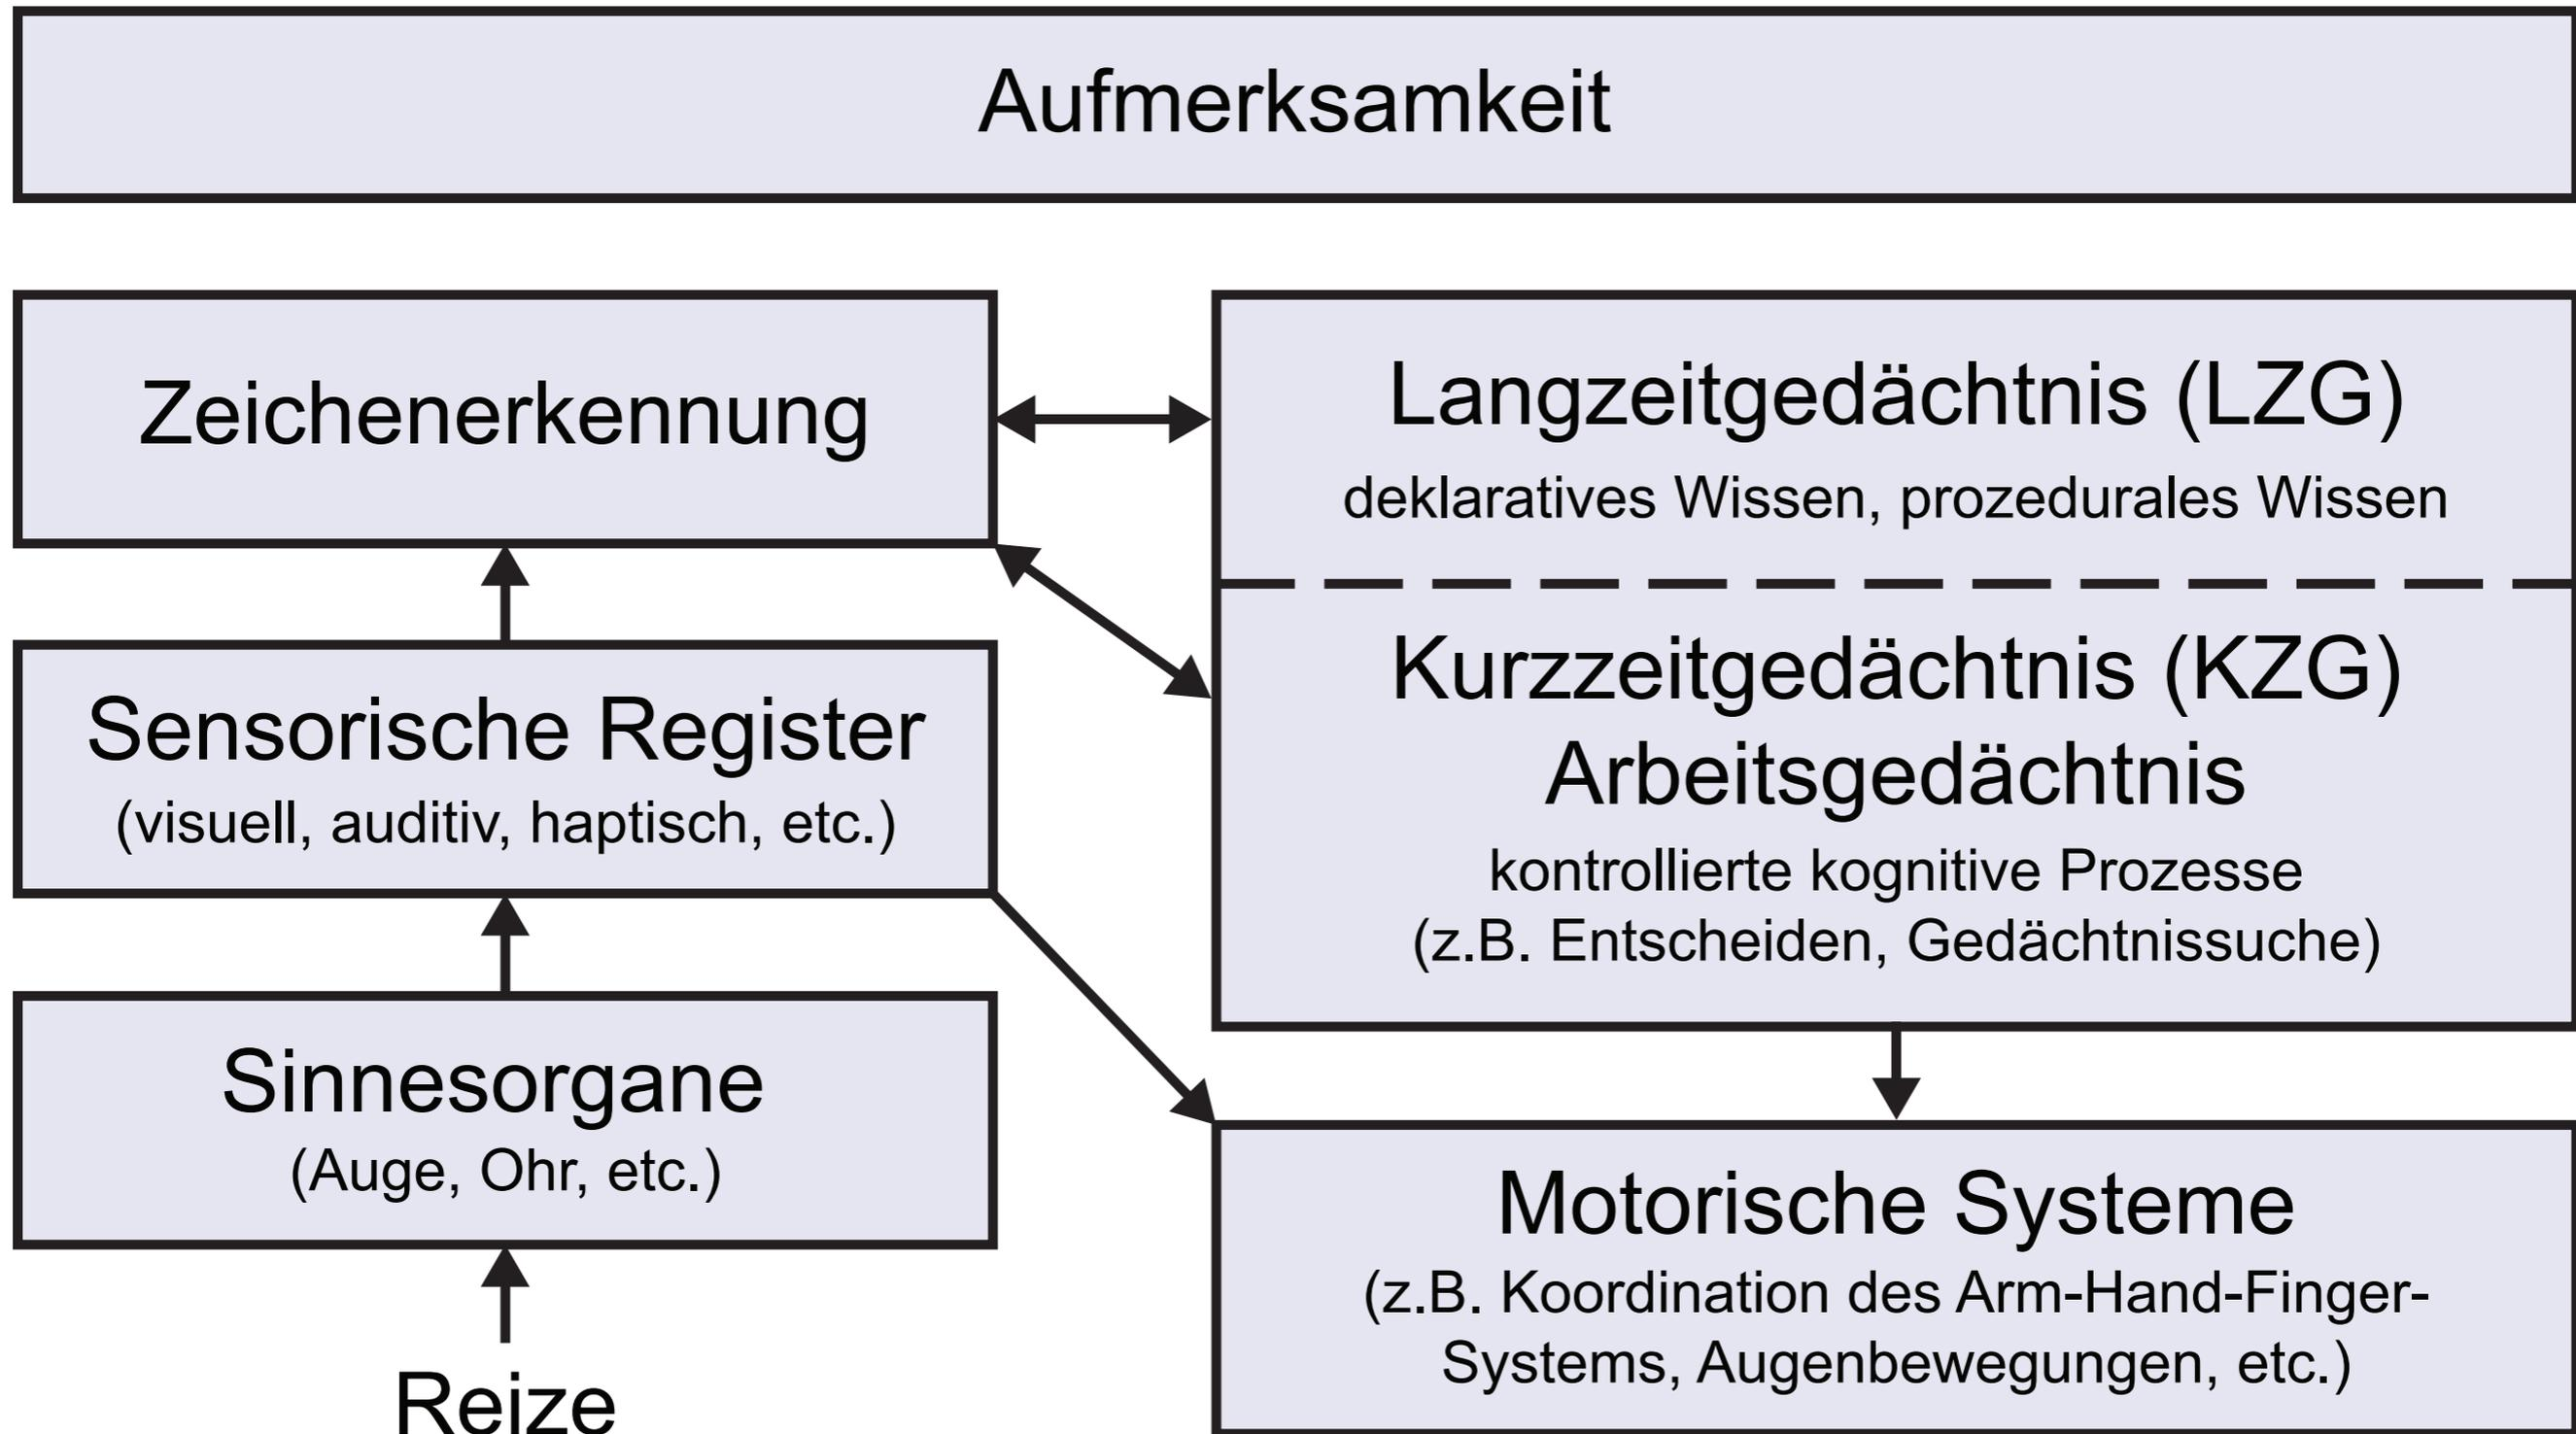 Aufmerksamkeit
Zeichenerkennung
Langzeitgedächtnis (LZG)
deklaratives Wissen, prozedurales Wissen
Kurzzeitgedächtnis (KZG)
Arbeitsgedächtnis
kontrollierte kognitive Prozesse
(z.B. Entscheiden, Gedächtnissuche)
Sensorische Register
(visuell, auditiv, haptisch, etc.)
Sinnesorgane
(Auge, Ohr, etc.)
Reize
Motorische Systeme
(z.B. Koordination des Arm-Hand-Finger-
Systems, Augenbewegungen, etc.)